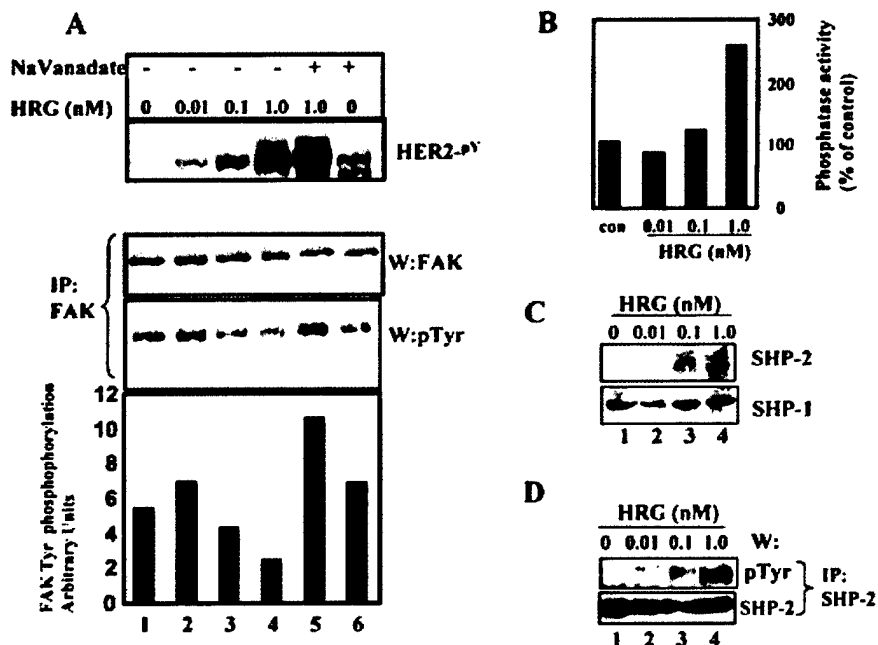 A
NaVanadate - - - - + +
HRG (nM) 0 0.01 0.1 1.0 1.0 0
HER2-pY
IP:
FAK
W:FAK
W:pTyr
FAK Tyr phosphophorylation
Arbitrary Units
12
10
8
6
4
2
0
1 2 3 4 5 6
B
300
200
100
0
Phosphatase activity
(% of control)
con 0.01 0.1 1.0
HRG (nM)
C
HRG (nM)
0 0.01 0.1 1.0
SHP-2
SHP-1
1 2 3 4
D
HRG (nM)
0 0.01 0.1 1.0 W:
pTyr
SHP-2
IP:
SHP-2
1 2 3 4